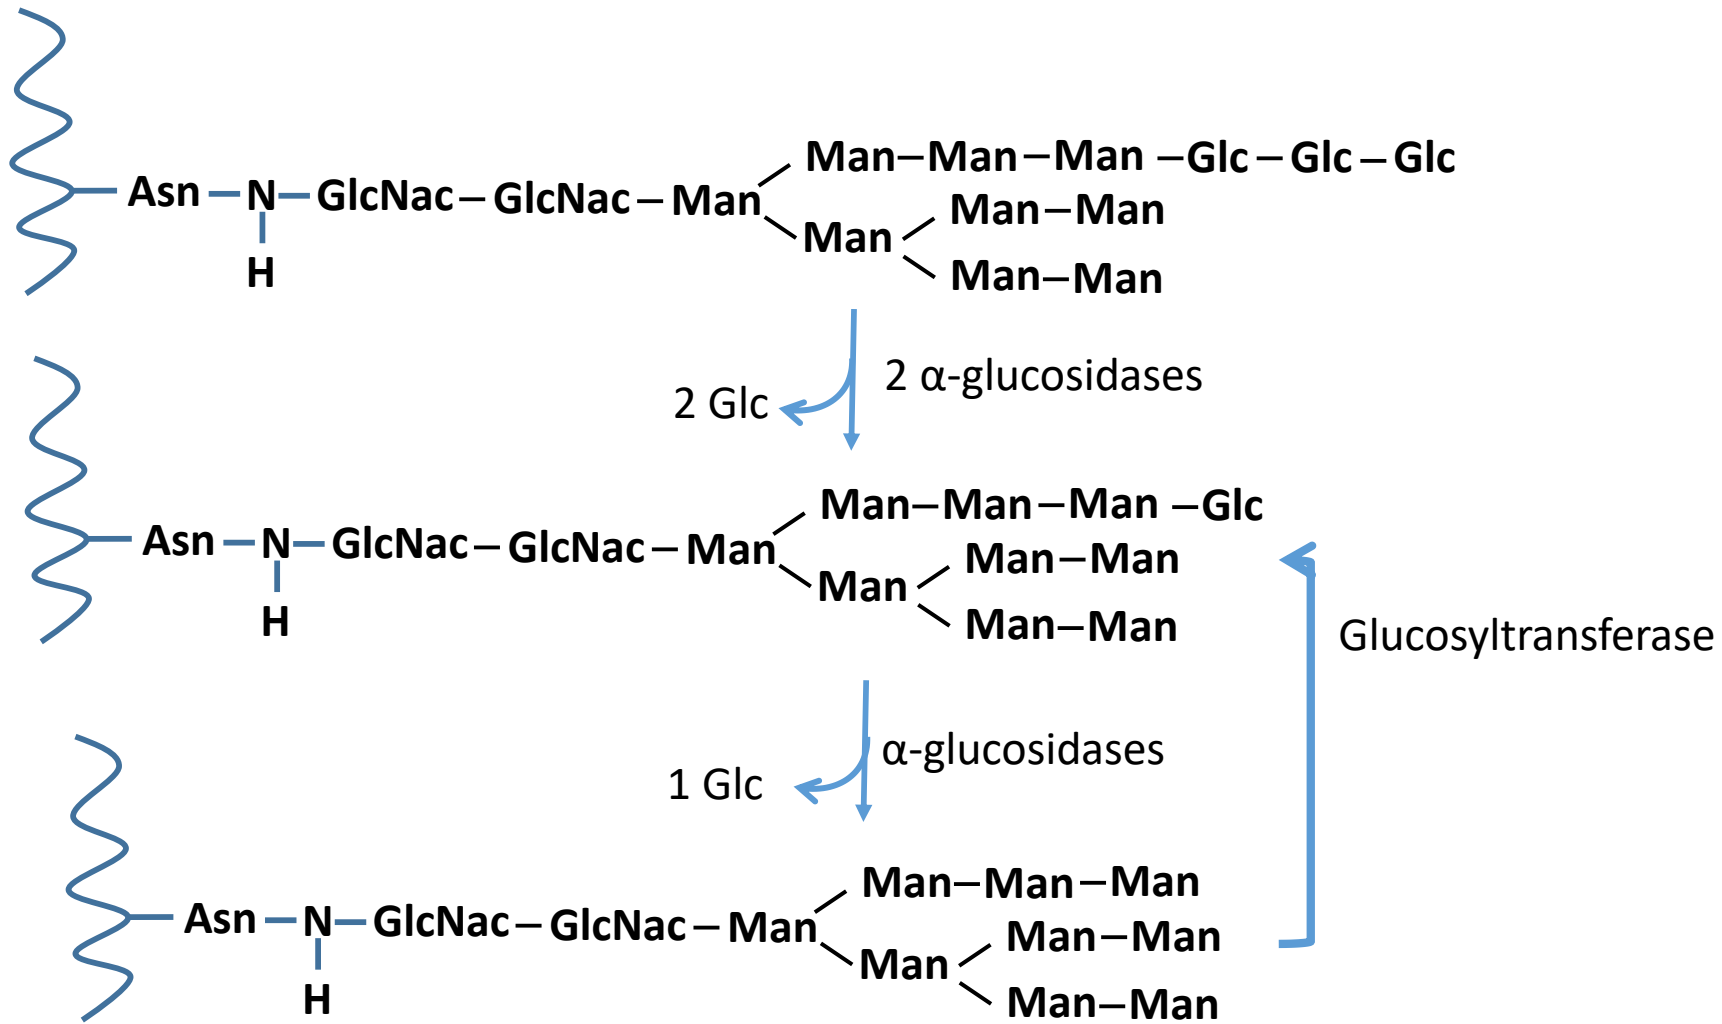 Man–Man–Man–Glc–Glc–Glc
Asn–N–GlcNac–GlcNac–Man
Man–Man
Man
H
Man–Man
2 α-glucosidases
2 Glc
Man–Man–Man–Glc
Asn–N–GlcNac–GlcNac–Man
Man–Man
Man
H
Man–Man
Glucosyltransferase
α-glucosidases
1 Glc
Man–Man–Man
Asn–N–GlcNac–GlcNac–Man
Man–Man
Man
H
Man–Man